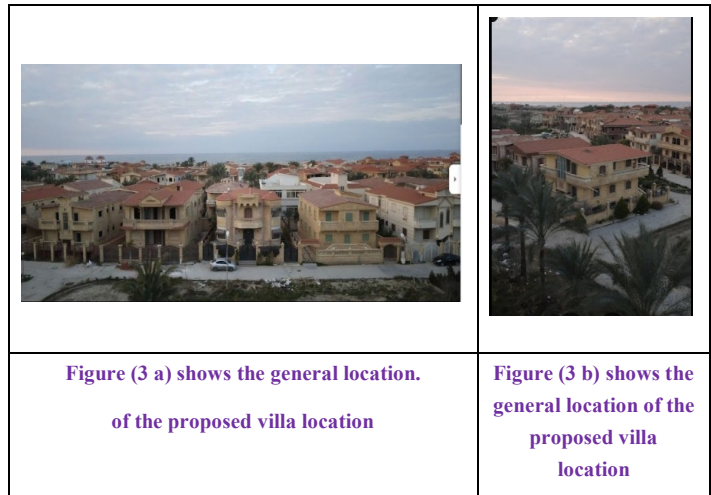 Figure (3 a) shows the general location.
of the proposed villa location
Figure (3 b) shows the
general location of the
proposed villa
location